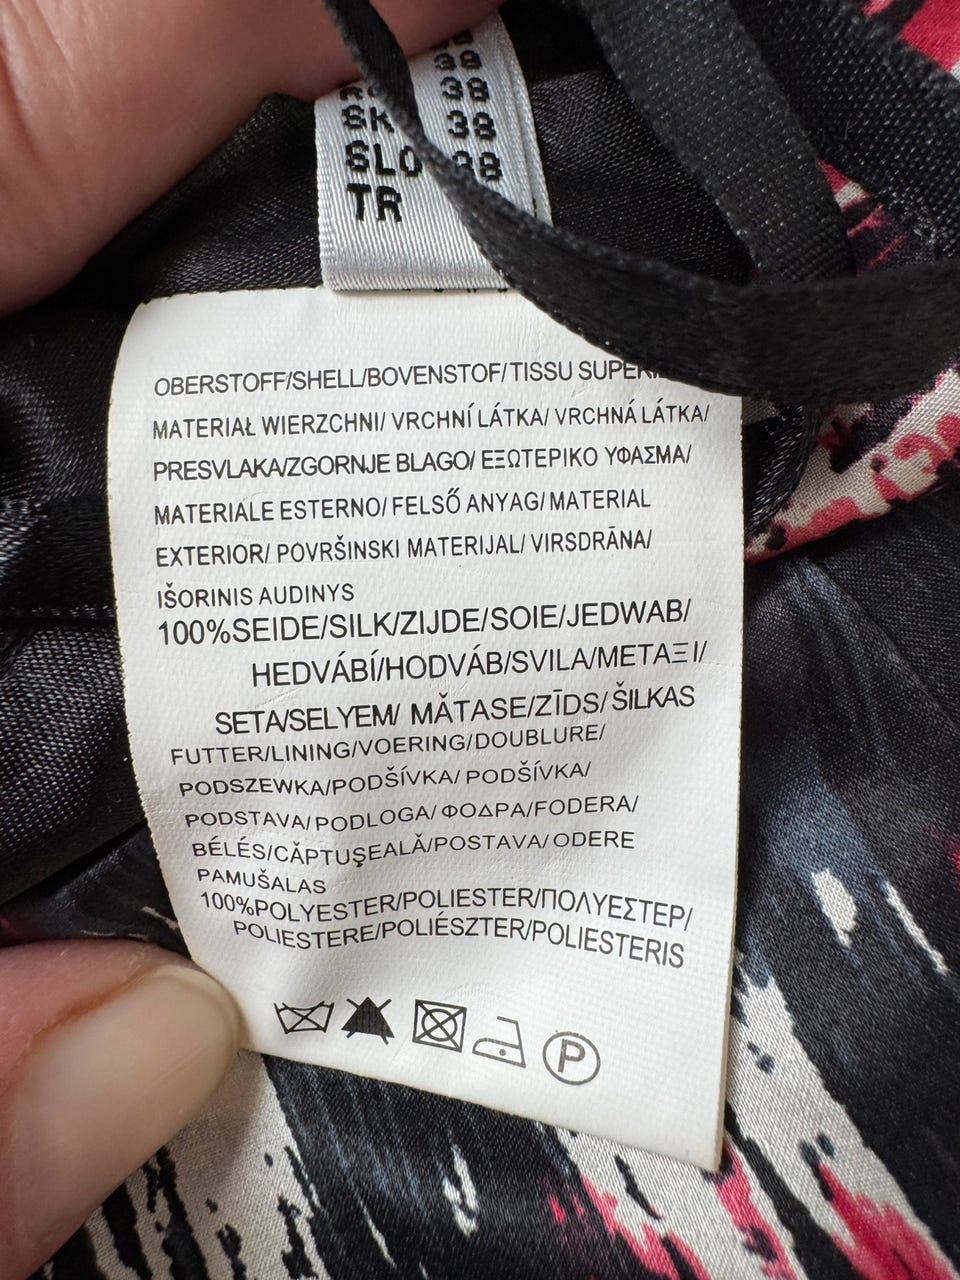 38
38
SK 38
SLO 38
TR
OBERSTOFF/SHELL/BOVENSTOF/TISSU
MATERIAŁ WIERZCHNI/ VRCHNÍ LÁTKA/ VRCHNÁ LÁTKA/
PRESVLAKA/ZGORNJE BLAGO/ ΕΞΩΤΕΡΙΚΟ ΥΦΑΣΜΑ/
MATERIALE ESTERNO/ FELSŐ ANYAG/ MATERIAL
EXTERIOR/ POVRŠINSKI MATERIJAL/ VIRSDRĀNA/
IŠORINIS AUDINYS
100%SEIDE/SILK/ZIJDE/SOIE/JEDWAB/
HEDVÁBÍ/HODVÁB/SVILA/ΜΕΤΑΞΙ/
SETA/SELYEM/ MĂTASE/ZĪDS/ŠILKAS
FUTTER/LINING/VOERING/DOUBLURE/
PODSZEWKA/PODŠÍVKA/ PODŠÍVKA/
PODSTAVA/ PODLOGA/ ΦΟΔΡΑ/FODERA/
BÉLÉS/CĂPTUŞEALĂ/POSTAVA/ ODERE
PAMUŠALAS
100%POLYESTER/POLIESTER/ΠΟΛΥΕΣΤΕΡ/
POLIESTERE/POLIÉSZTER/POLIESTERIS
P